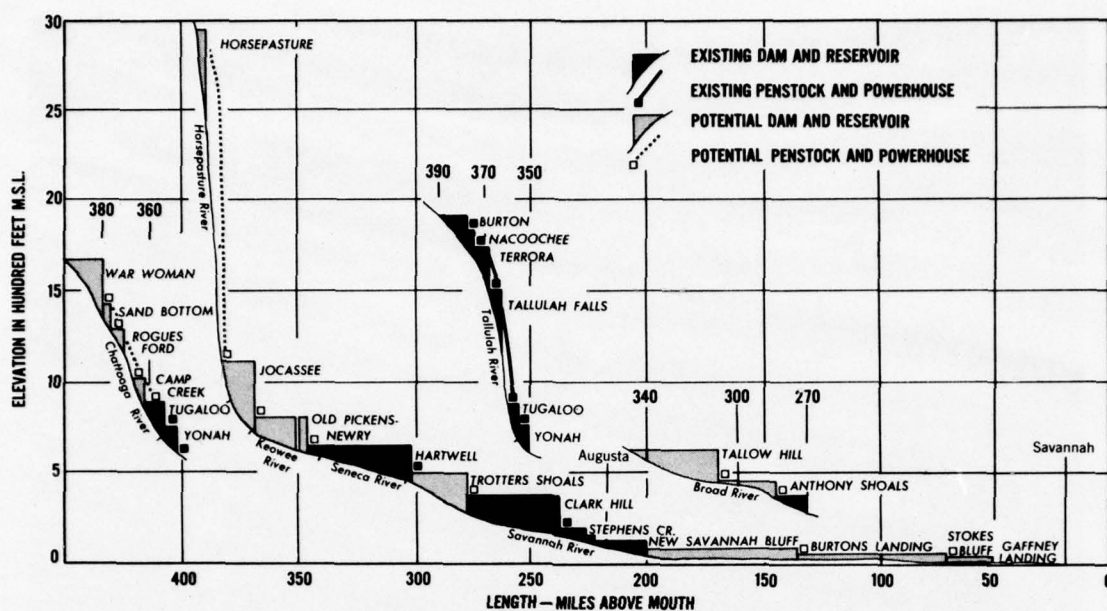 30
25
20
15
10
5
0
ELEVATION IN HUNDRED FEET M.S.L.
HORSEPASTURE
Horsepasture River
EXISTING DAM AND RESERVOIR
EXISTING PENSTOCK AND POWERHOUSE
POTENTIAL DAM AND RESERVOIR
POTENTIAL PENSTOCK AND POWERHOUSE
380 360
WAR WOMAN
SAND BOTTOM
ROGUES
FORD
CAMP
CREEK
TUGALOO
YONAH
Chattooga River
JOCASSEE
OLD PICKENS-
NEWRY
Keowee
River
Seneca River
HARTWELL
TROTTERS SHOALS
CLARK HILL
STEPHENS CR.
Savannah River
NEW SAVANNAH BLUFF
BURTONS LANDING
STOKES
BLUFF
GAFFNEY
LANDING
390 370 350
BURTON
NACOOCHEE
TERRORA
TALLULAH FALLS
Tallulah River
TUGALOO
YONAH
Augusta
340 300 270
TALLOW HILL
Broad River
ANTHONY SHOALS
Savannah
400 350 300 250 200 150 100 50 0
LENGTH—MILES ABOVE MOUTH